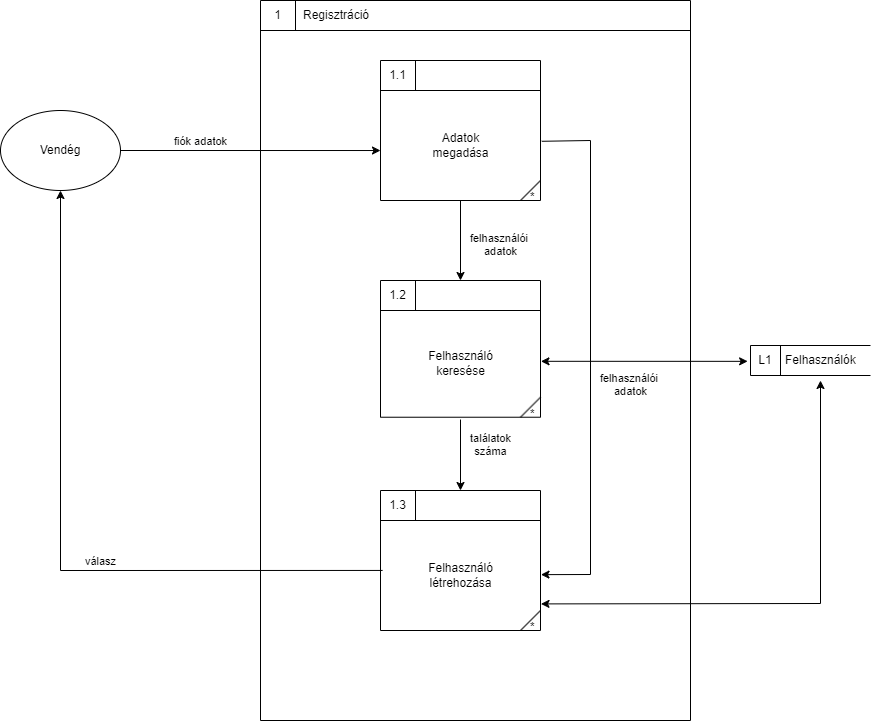 1 Regisztráció
1.1
Adatok
megadása
*
Vendég
fiók adatok
felhasználói
adatok
1.2
Felhasználó
keresése
*
L1 Felhasználók
felhasználói
adatok
találatok
száma
1.3
Felhasználó
létrehozása
*
válasz